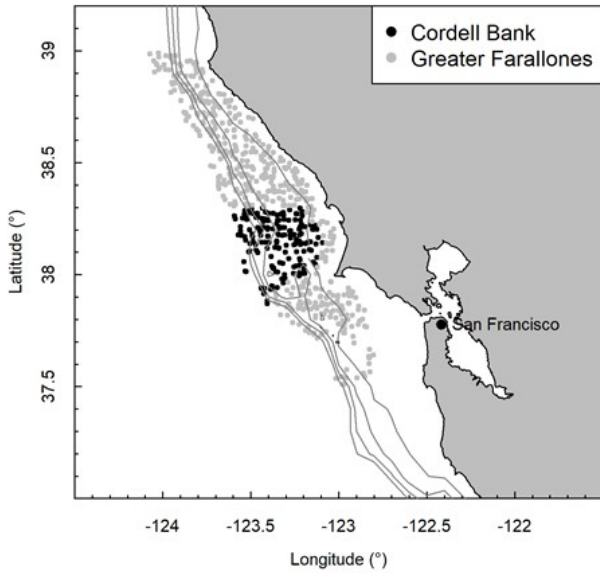 Cordell Bank
Greater Farallones
39
38.5
38
37.5
Latitude (°)
San Francisco
-124
-123.5
-123
-122.5
-122
Longitude (°)